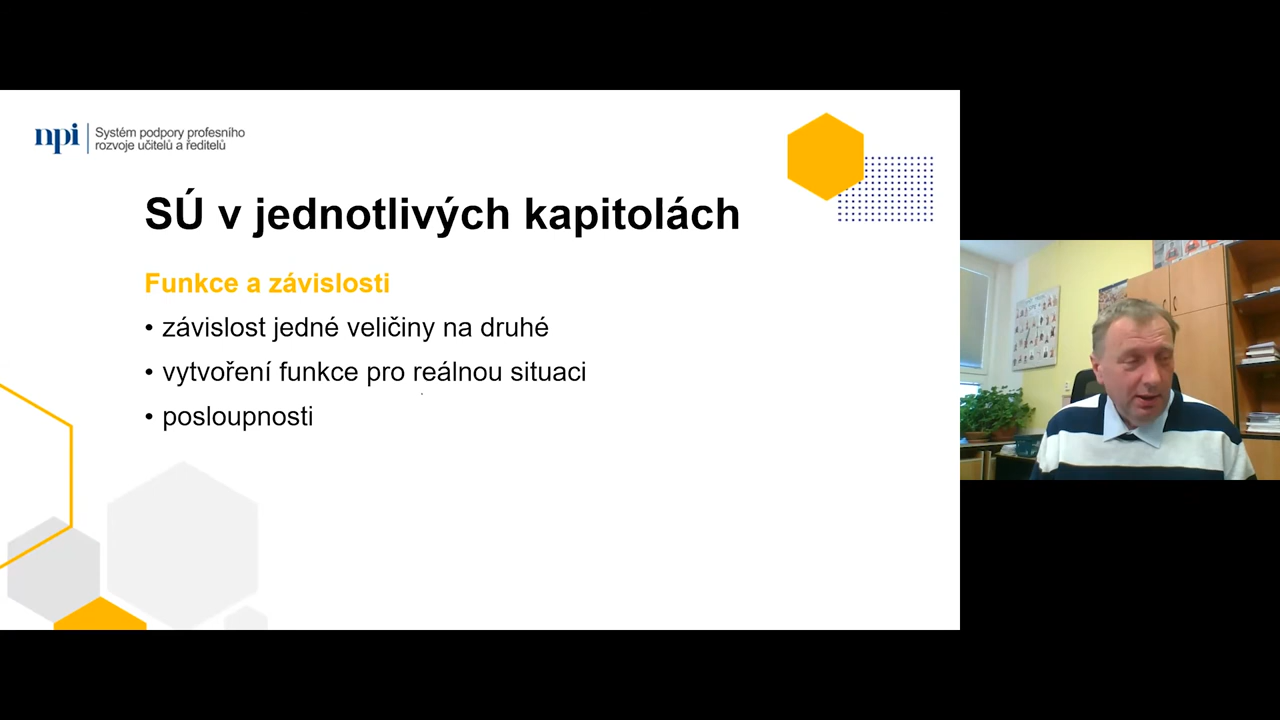 npi
Systém podpory profesního
rozvoje učitelů a ředitelů
SÚ v jednotlivých kapitolách
Funkce a závislosti
• závislost jedné veličiny na druhé
• vytvoření funkce pro reálnou situaci
• posloupnosti